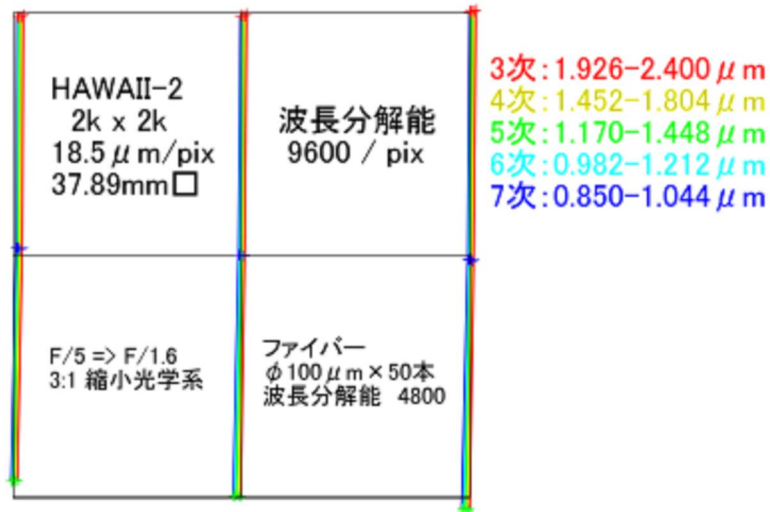 HAWAII-2
2k x 2k
18.5μm/pix
37.89mm□
波長分解能
9600 / pix
3次:1.926-2.400μm
4次:1.452-1.804μm
5次:1.170-1.448μm
6次:0.982-1.212μm
7次:0.850-1.044μm
F/5 => F/1.6
3:1 縮小光学系
ファイバー
φ100μm×50本
波長分解能 4800